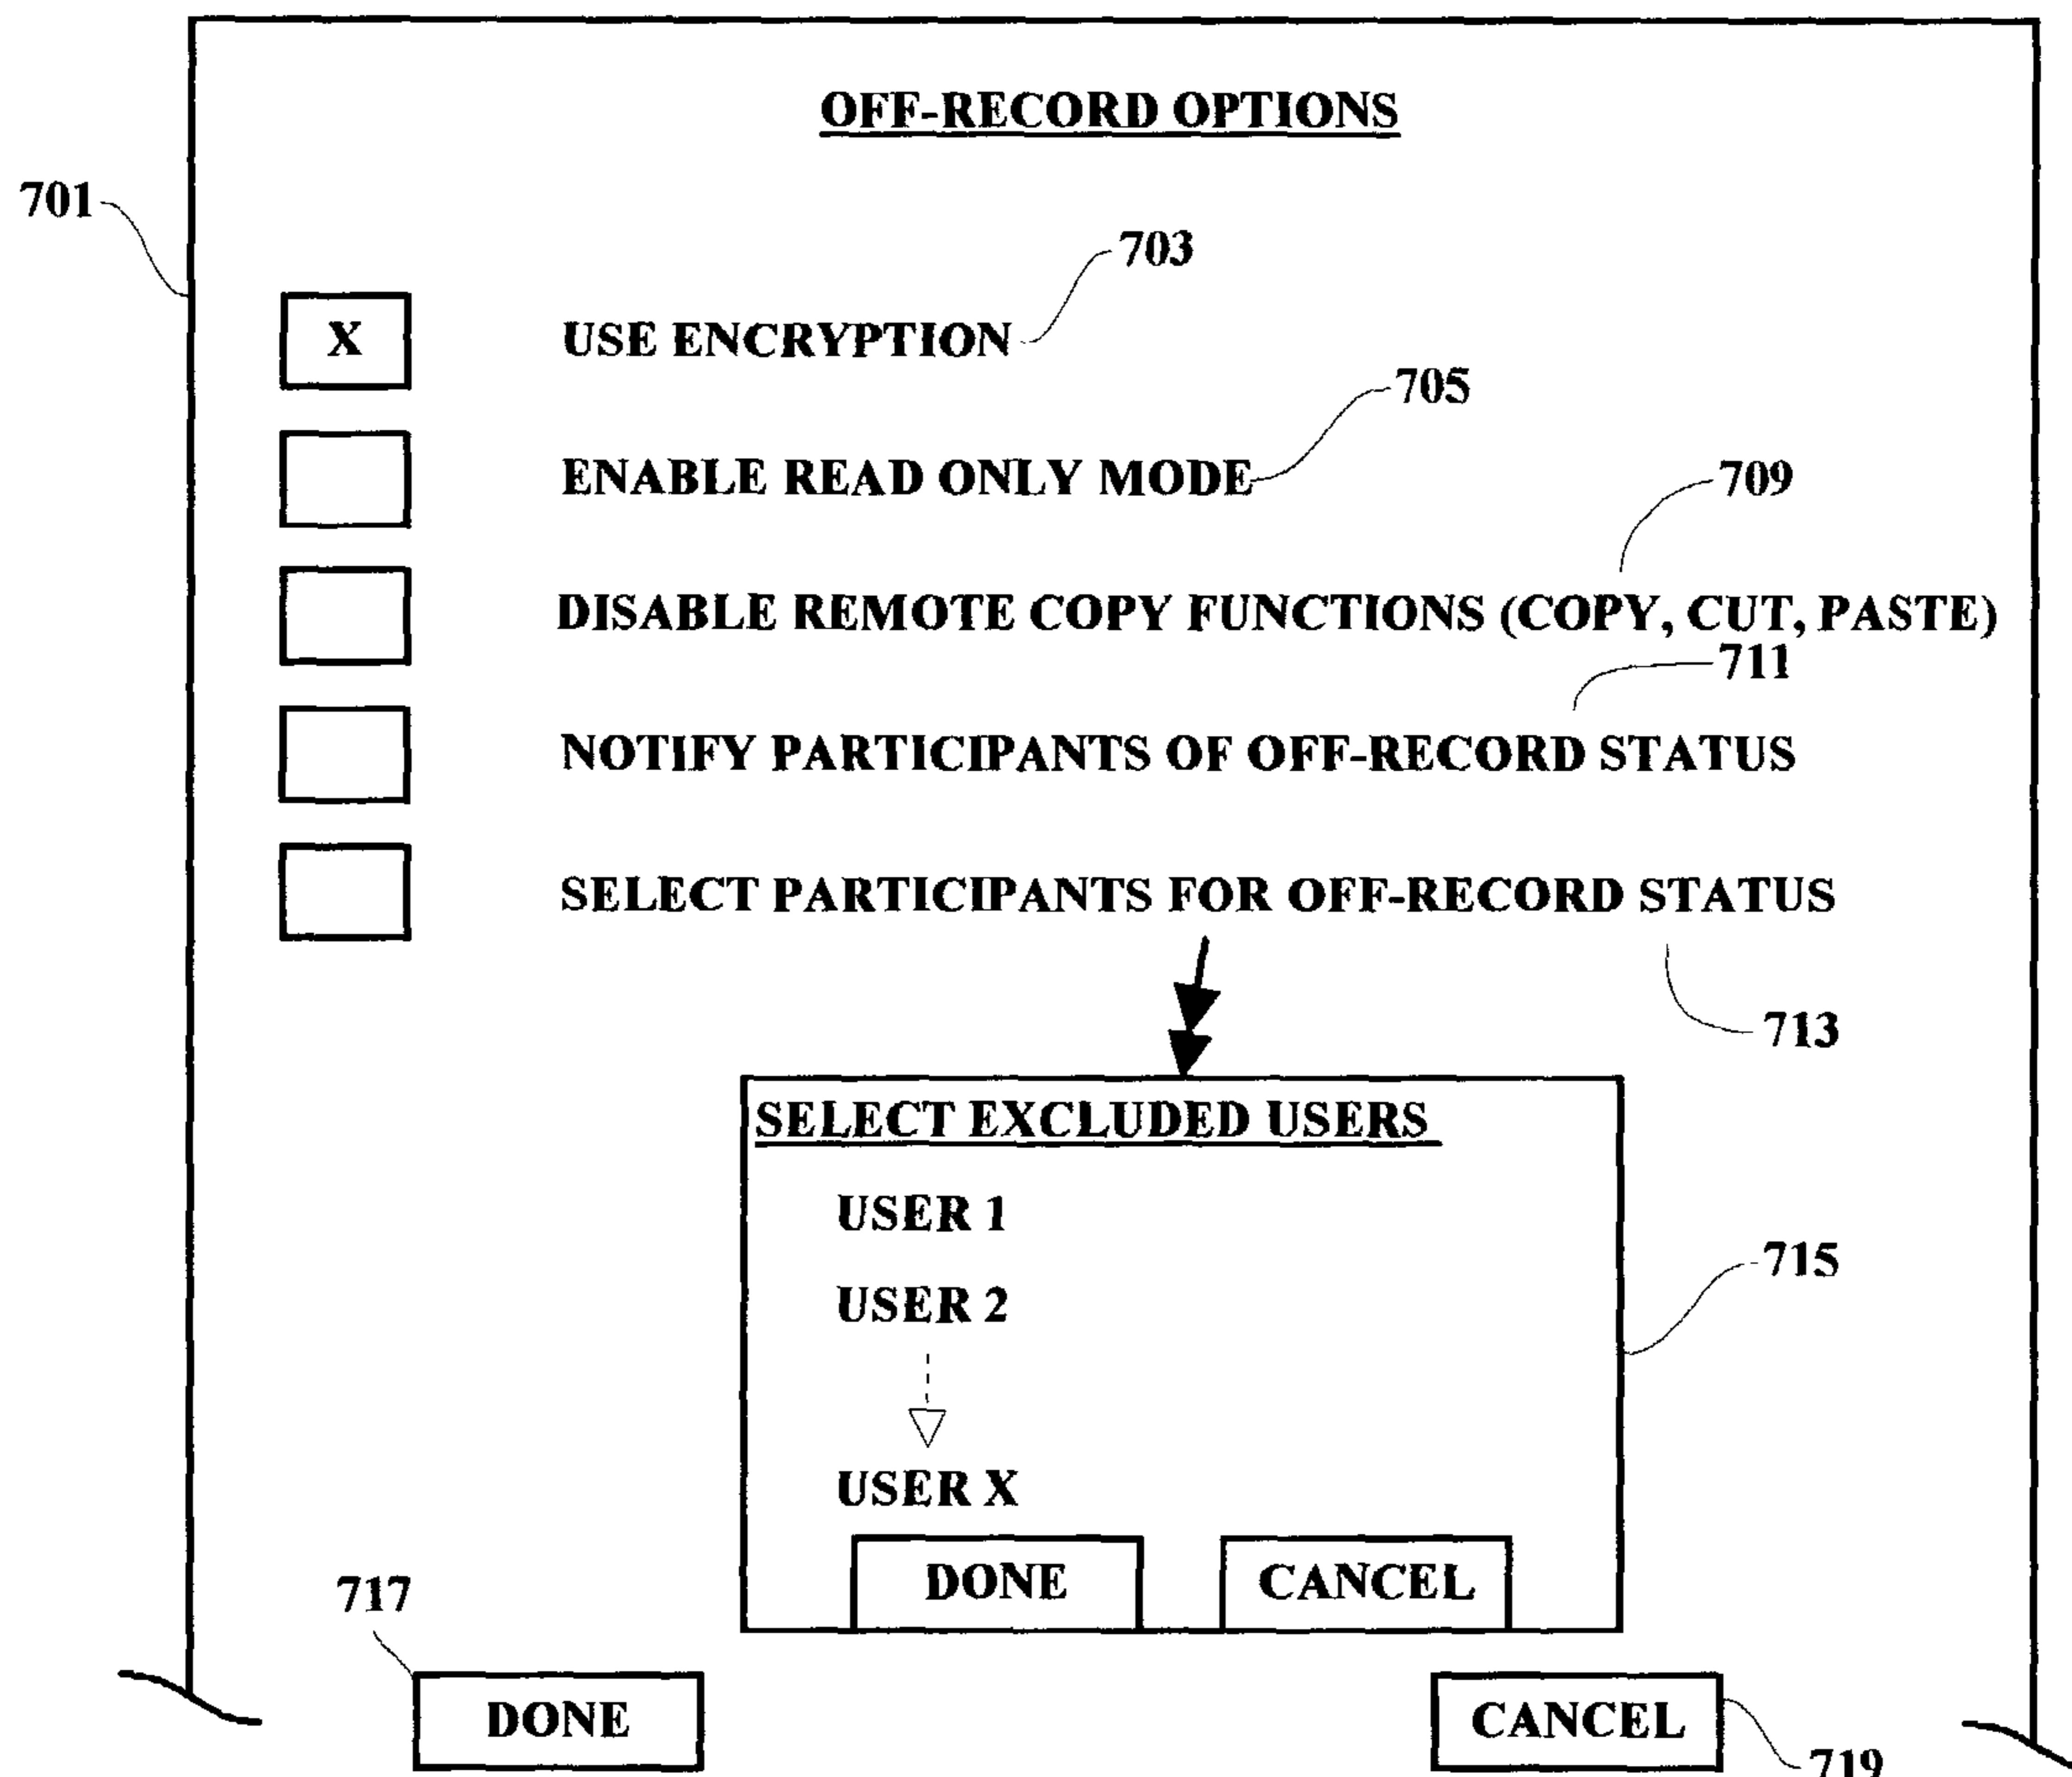 OFF-RECORD OPTIONS
701
703
X USE ENCRYPTION
705
ENABLE READ ONLY MODE
709
DISABLE REMOTE COPY FUNCTIONS (COPY, CUT, PASTE)
711
NOTIFY PARTICIPANTS OF OFF-RECORD STATUS
SELECT PARTICIPANTS FOR OFF-RECORD STATUS
713
SELECT EXCLUDED USERS
USER 1
715
USER 2
USER X
DONE CANCEL
717
DONE CANCEL
719